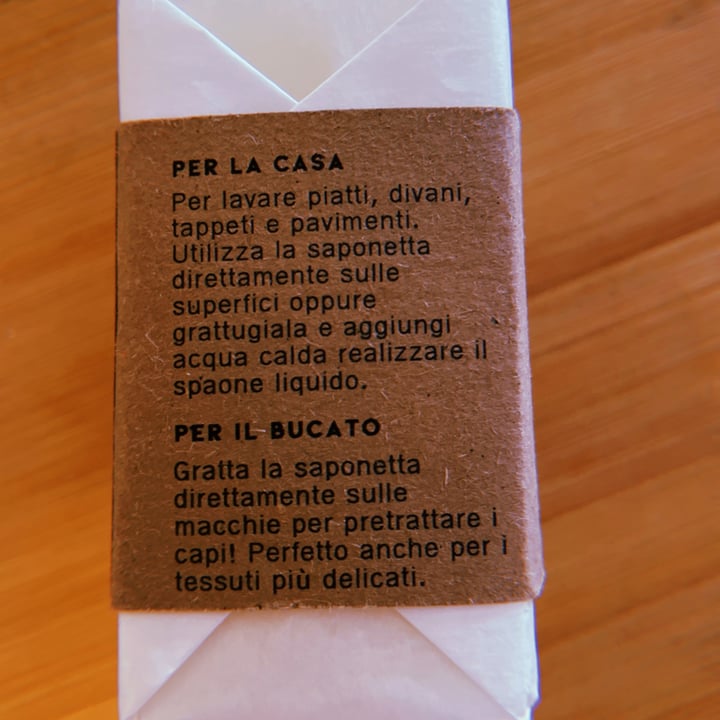 PER LA CASA
Per lavare piatti, divani,
tappeti e pavimenti.
Utilizza la saponetta
direttamente sulle
superfici oppure
grattugiala e aggiungi
acqua calda realizzare il
spaone liquido.
PER IL BUCATO
Gratta la saponetta
direttamente sulle
macchie per pretrattare i
capi! Perfetto anche per i
tessuti più delicati.